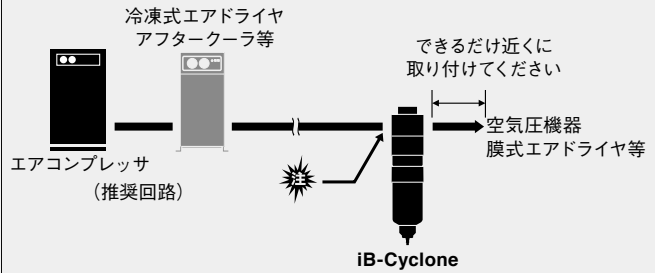 冷凍式エアドライヤ
アフタークーラ等
できるだけ近くに
取り付けてください
空気圧機器
膜式エアドライヤ等
エアコンプレッサ
（推奨回路）
注
iB-Cyclone